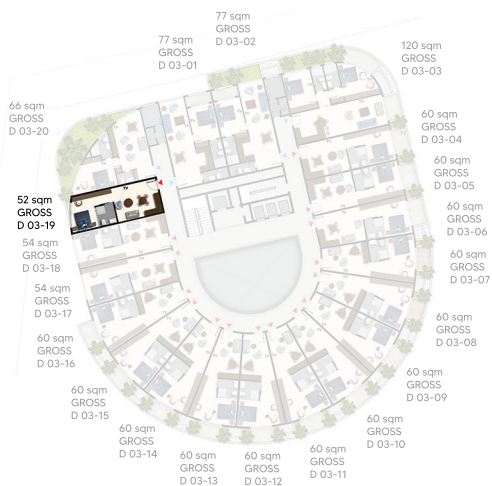 77 sqm
GROSS
D 03-02
77 sqm
GROSS
D 03-01
120 sqm
GROSS
D 03-03
66 sqm
GROSS
D 03-20
60 sqm
GROSS
D 03-04
60 sqm
GROSS
D 03-05
52 sqm
GROSS
D 03-19
60 sqm
GROSS
D 03-06
54 sqm
GROSS
D 03-18
60 sqm
GROSS
D 03-07
54 sqm
GROSS
D 03-17
60 sqm
GROSS
D 03-08
60 sqm
GROSS
D 03-16
60 sqm
GROSS
D 03-09
60 sqm
GROSS
D 03-15
60 sqm
GROSS
D 03-10
60 sqm
GROSS
D 03-14
60 sqm
GROSS
D 03-11
60 sqm
GROSS
D 03-13
60 sqm
GROSS
D 03-12